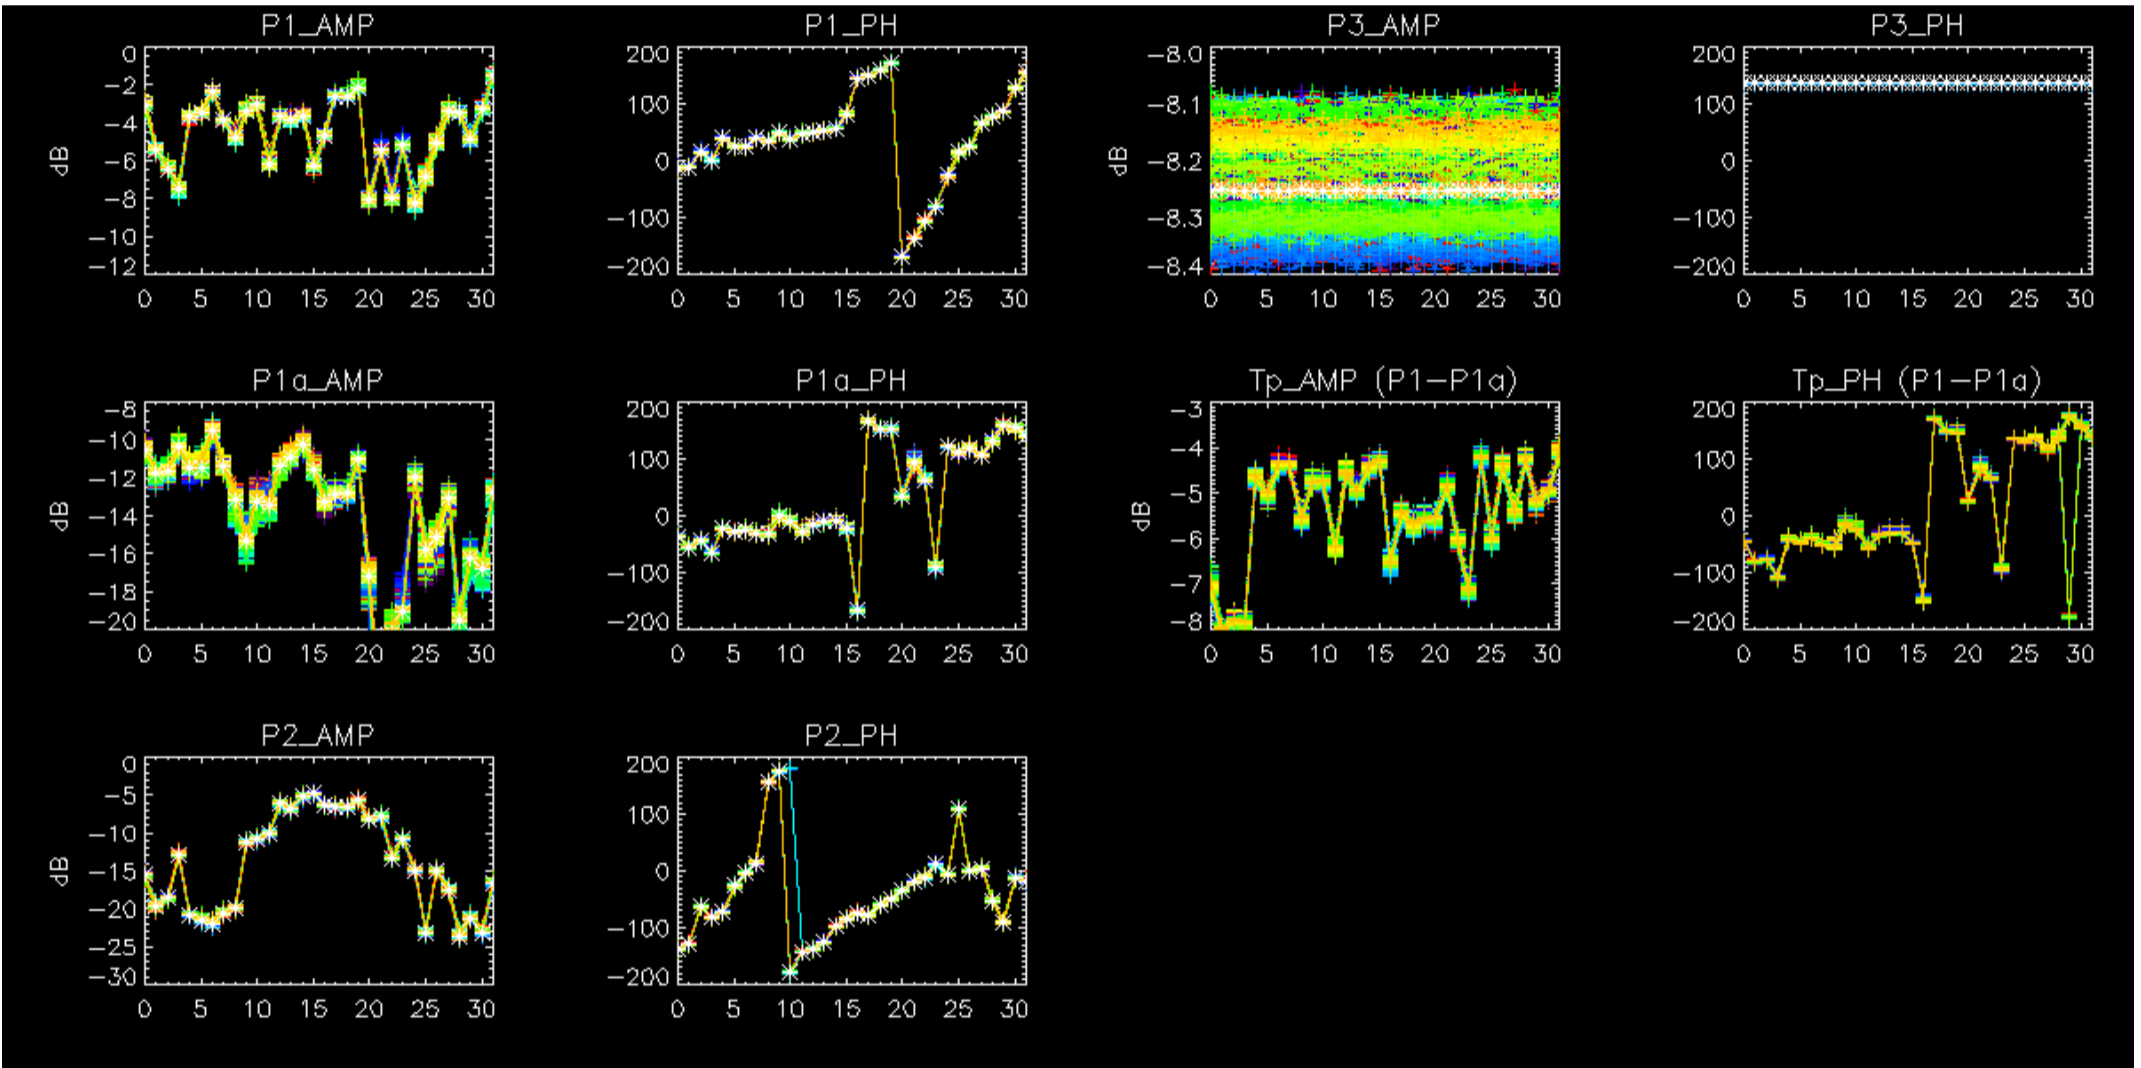 P1_AMP
P1_PH
P3_AMP
P3_PH
0
−2
−4
−6
−8
−10
−12
dB
0 5 10 15 20 25 30
200
100
0
−100
−200
0 5 10 15 20 25 30
−8.0
−8.1
−8.2
−8.3
−8.4
dB
0 5 10 15 20 25 30
200
100
0
−100
−200
0 5 10 15 20 25 30
P1a_AMP
P1a_PH
Tp_AMP (P1−P1a)
Tp_PH (P1−P1a)
−8
−10
−12
−14
−16
−18
−20
dB
0 5 10 15 20 25 30
200
100
0
−100
−200
0 5 10 15 20 25 30
−3
−4
−5
−6
−7
−8
dB
0 5 10 15 20 25 30
200
100
0
−100
−200
0 5 10 15 20 25 30
P2_AMP
P2_PH
0
−5
−10
−15
−20
−25
−30
dB
0 5 10 15 20 25 30
200
100
0
−100
−200
0 5 10 15 20 25 30